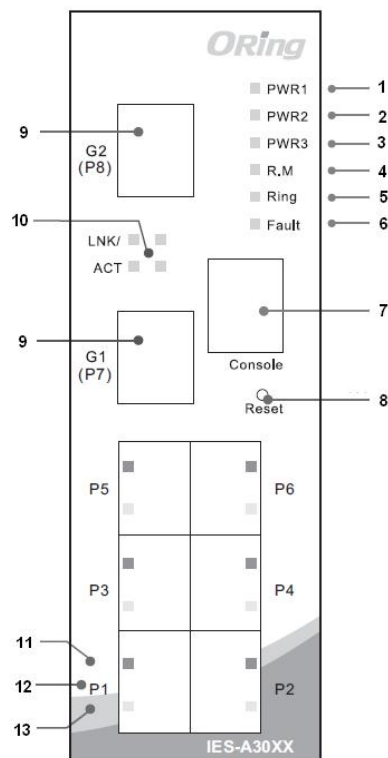 ORing
PWR1 1
PWR2 2
PWR3 3
R.M 4
Ring 5
Fault 6
9
G2
(P8)
10
LNK/
ACT
7
9
G1
(P7)
Console
8
Reset
P5 P6
P3 P4
11
12
P1 P2
13
IES-A30XX